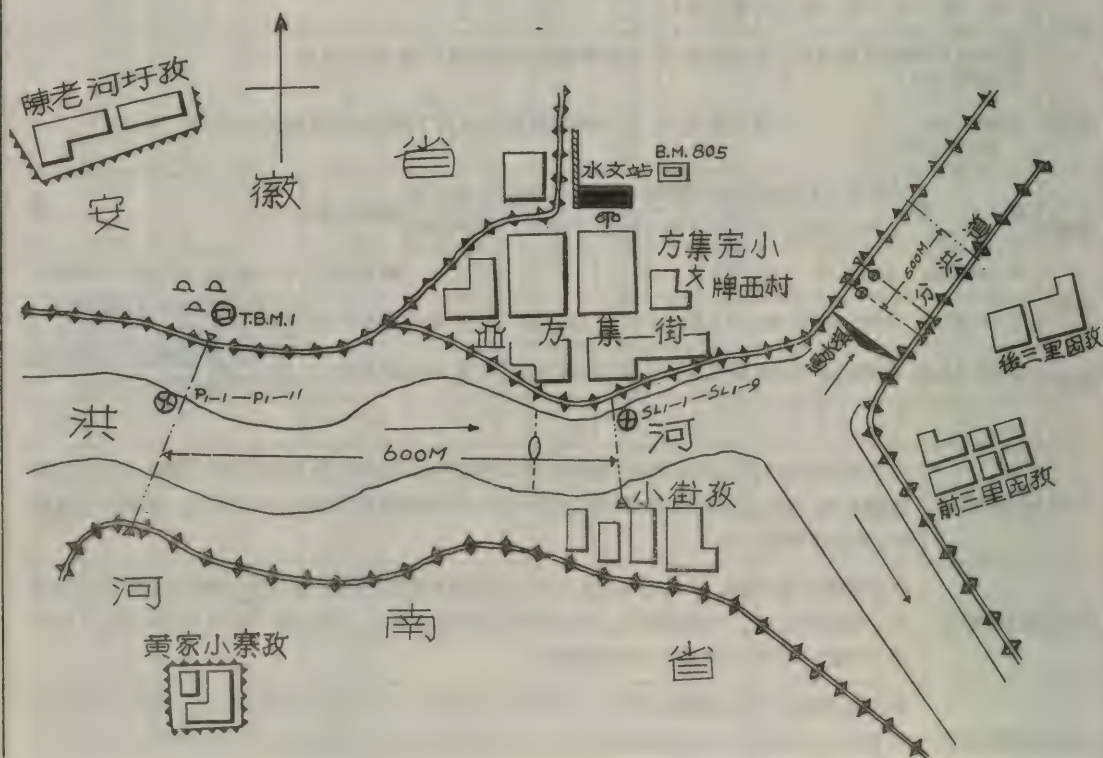 陳老河圩孜
安
徽
省
水文站
B.M.805
方集完小
牌西村
方集街
T.B.M.1
P₁-1—P₁-11
SL1-1—SL1-9
洪
河
600M
600M
分洪道
後三里囡孜
前三里囡孜
小街孜
河
南
省
黄家小寨孜